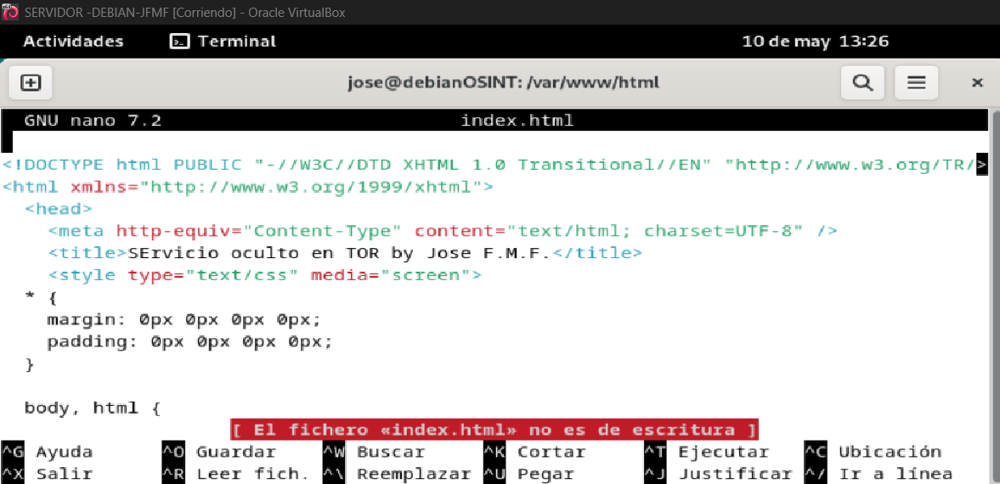 SERVIDOR -DEBIAN-JFMF [Corriendo] - Oracle VirtualBox
Actividades Terminal 10 de may 13:26
jose@debianOSINT: /var/www/html
GNU nano 7.2 index.html
<!DOCTYPE html PUBLIC "-//W3C//DTD XHTML 1.0 Transitional//EN" "http://www.w3.org/TR/>
<html xmlns="http://www.w3.org/1999/xhtml">
<head>
<meta http-equiv="Content-Type" content="text/html; charset=UTF-8" />
<title>SErvicio oculto en TOR by Jose F.M.F.</title>
<style type="text/css" media="screen">
* {
margin: 0px 0px 0px 0px;
padding: 0px 0px 0px 0px;
}
body, html {
[ El fichero «index.html» no es de escritura ]
^G Ayuda ^O Guardar ^W Buscar ^K Cortar ^T Ejecutar ^C Ubicación
^X Salir ^R Leer fich. ^\ Reemplazar ^U Pegar ^J Justificar ^/ Ir a línea